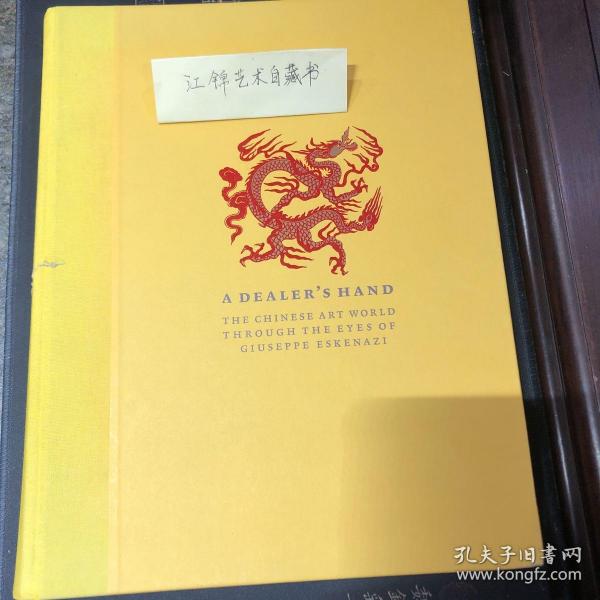 江锦艺术自藏书
A DEALER'S HAND
THE CHINESE ART WORLD
THROUGH THE EYES OF
GIUSEPPE ESKENAZI
孔夫子旧书网
www.kongfz.com